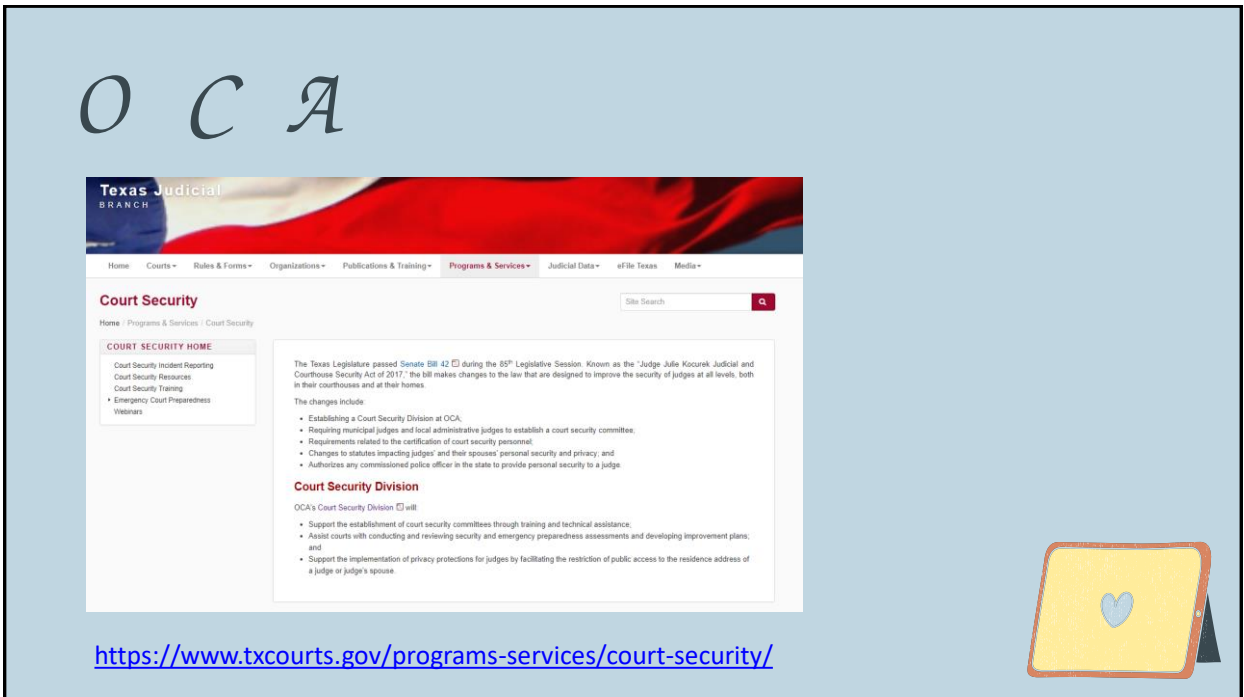 O C A
Texas Judicial
BRANCH
Home Courts Rules & Forms Organizations Publications & Training Programs & Services Judicial Data eFile Texas Media
Court Security
Site Search
Home / Programs & Services / Court Security
COURT SECURITY HOME
Court Security Incident Reporting
Court Security Resources
Court Security Training
Emergency Court Preparedness
Webinars
The Texas Legislature passed Senate Bill 42 during the 85th Legislative Session. Known as the "Judge Julie Kocurek Judicial and
Courthouse Security Act of 2017," the bill makes changes to the law that are designed to improve the security of judges at all levels, both
in their courthouses and at their homes.
The changes include:
• Establishing a Court Security Division at OCA;
• Requiring municipal judges and local administrative judges to establish a court security committee;
• Requirements related to the certification of court security personnel;
• Changes to statutes impacting judges' and their spouses' personal security and privacy; and
• Authorizes any commissioned police officer in the state to provide personal security to a judge.
Court Security Division
OCA's Court Security Division will:
• Support the establishment of court security committees through training and technical assistance;
• Assist courts with conducting and reviewing security and emergency preparedness assessments and developing improvement plans;
and
• Support the implementation of privacy protections for judges by facilitating the restriction of public access to the residence address of
a judge or judge's spouse.
https://www.txcourts.gov/programs-services/court-security/